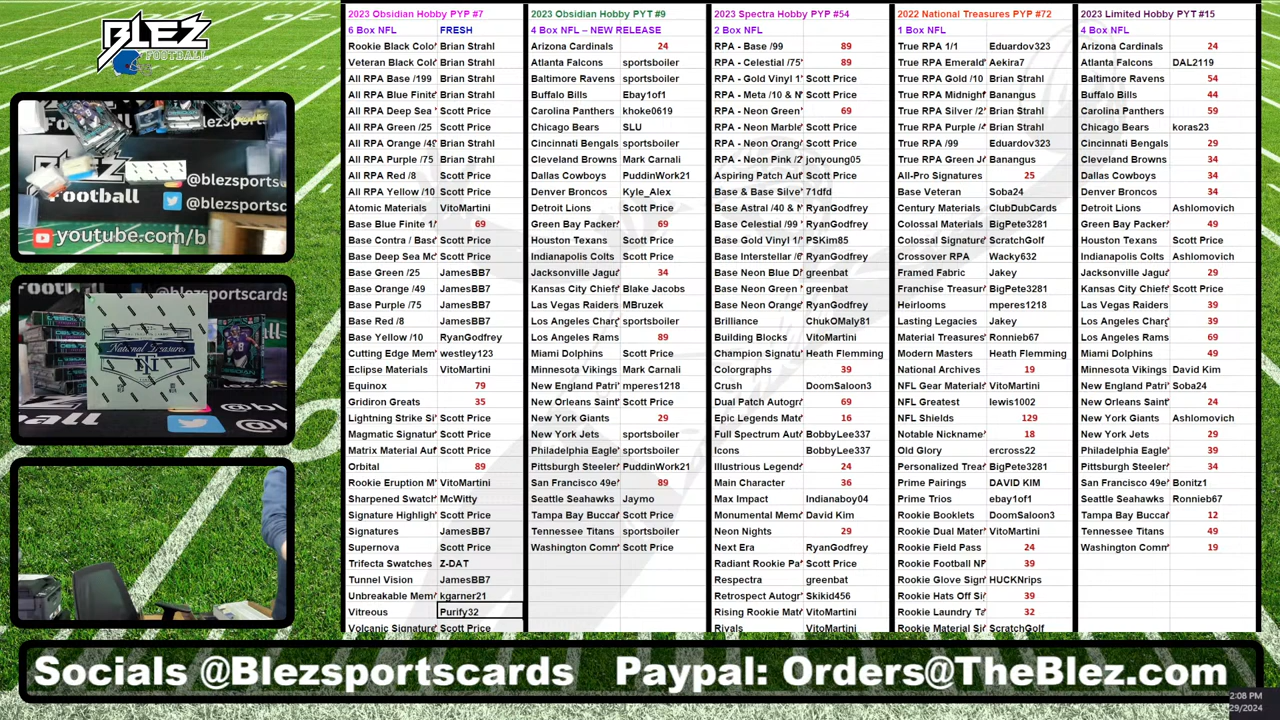 BLEZ
FOOTBALL
2023 Obsidian Hobby PYP #7
6 Box NFL FRESH
Rookie Black Colo Brian Strahl
Veteran Black Col Brian Strahl
All RPA Base /199 Brian Strahl
All RPA Blue Finite Brian Strahl
All RPA Deep Sea Scott Price
All RPA Green /25 Scott Price
All RPA Orange /49 Brian Strahl
All RPA Purple /75 Brian Strahl
All RPA Red /8 Scott Price
All RPA Yellow /10 Scott Price
Atomic Materials VitoMartini
Base Blue Finite 1/ 69
Base Contra / Base Scott Price
Base Deep Sea Mo Scott Price
Base Green /25 JamesBB7
Base Orange /49 JamesBB7
Base Purple /75 JamesBB7
Base Red /8 JamesBB7
Base Yellow /10 RyanGodfrey
Cutting Edge Mem westley123
Eclipse Materials VitoMartini
Equinox 79
Gridiron Greats 35
Lightning Strike Si Scott Price
Magmatic Signatur Scott Price
Matrix Material Aut Scott Price
Orbital 89
Rookie Eruption M VitoMartini
Sharpened Swatch McWitty
Signature Highligh Scott Price
Signatures JamesBB7
Supernova Scott Price
Trifecta Swatches Z-DAT
Tunnel Vision JamesBB7
Unbreakable Mem kgarner21
Vitreous Purify32
Volcanic Signature Scott Price
2023 Obsidian Hobby PYT #9
4 Box NFL – NEW RELEASE
Arizona Cardinals 24
Atlanta Falcons sportsboiler
Baltimore Ravens sportsboiler
Buffalo Bills Ebay1of1
Carolina Panthers khoke0619
Chicago Bears SLU
Cincinnati Bengals sportsboiler
Cleveland Browns Mark Carnali
Dallas Cowboys PuddinWork21
Denver Broncos Kyle_Alex
Detroit Lions Scott Price
Green Bay Packer 69
Houston Texans Scott Price
Indianapolis Colts Scott Price
Jacksonville Jagu 34
Kansas City Chief Blake Jacobs
Las Vegas Raiders MBruzek
Los Angeles Charg sportsboiler
Los Angeles Rams 89
Miami Dolphins Scott Price
Minnesota Vikings Mark Carnali
New England Patri mperes1218
New Orleans Saint Scott Price
New York Giants 29
New York Jets sportsboiler
Philadelphia Eagle sportsboiler
Pittsburgh Steeler PuddinWork21
San Francisco 49e 89
Seattle Seahawks Jaymo
Tampa Bay Buccar Scott Price
Tennessee Titans sportsboiler
Washington Comm Scott Price
2023 Spectra Hobby PYP #54
2 Box NFL
RPA - Base /99 89
RPA - Celestial /75 89
RPA - Gold Vinyl 1 Scott Price
RPA - Meta /10 & N Scott Price
RPA - Neon Green 69
RPA - Neon Marble Scott Price
RPA - Neon Orang Scott Price
RPA - Neon Pink /2 jonyoung05
Aspiring Patch Aut Scott Price
Base & Base Silve 71dfd
Base Astral /40 & N RyanGodfrey
Base Celestial /99 RyanGodfrey
Base Gold Vinyl 1/ PSKim85
Base Interstellar /6 RyanGodfrey
Base Neon Blue D greenbat
Base Neon Green greenbat
Base Neon Orange RyanGodfrey
Brilliance ChukOMaly81
Building Blocks VitoMartini
Champion Signatu Heath Flemming
Colorgraphs 39
Crush DoomSaloon3
Dual Patch Autogr 69
Epic Legends Mat 16
Full Spectrum Aut BobbyLee337
Icons BobbyLee337
Illustrious Legend 24
Main Character 36
Max Impact Indianaboy04
Monumental Mem David Kim
Neon Nights 29
Next Era RyanGodfrey
Radiant Rookie Pa Scott Price
Respectra greenbat
Retrospect Autogr Skikid456
Rising Rookie Mat VitoMartini
Rivals VitoMartini
2022 National Treasures PYP #72
1 Box NFL
True RPA 1/1 Eduardov323
True RPA Emerald Aekira7
True RPA Gold /10 Brian Strahl
True RPA Midnigh Banangus
True RPA Silver /2 Brian Strahl
True RPA Purple / Brian Strahl
True RPA /99 Eduardov323
True RPA Green J Banangus
All-Pro Signatures 25
Base Veteran Soba24
Century Materials ClubDubCards
Colossal Materials BigPete3281
Colossal Signature ScratchGolf
Crossover RPA Wacky632
Framed Fabric Jakey
Franchise Treasur BigPete3281
Heirlooms mperes1218
Lasting Legacies Jakey
Material Treasures Ronnieb67
Modern Masters Heath Flemming
National Archives 19
NFL Gear Material VitoMartini
NFL Greatest lewis1002
NFL Shields 129
Notable Nickname 18
Old Glory ercross22
Personalized Trea BigPete3281
Prime Pairings DAVID KIM
Prime Trios ebay1of1
Rookie Booklets DoomSaloon3
Rookie Dual Mater VitoMartini
Rookie Field Pass 24
Rookie Football NF 39
Rookie Glove Sign HUCKNrips
Rookie Hats Off Si 39
Rookie Laundry Ta 32
Rookie Material Si ScratchGolf
2023 Limited Hobby PYT #15
4 Box NFL
Arizona Cardinals 24
Atlanta Falcons DAL2119
Baltimore Ravens 54
Buffalo Bills 44
Carolina Panthers 59
Chicago Bears koras23
Cincinnati Bengals 29
Cleveland Browns 34
Dallas Cowboys 34
Denver Broncos 34
Detroit Lions Ashlomovich
Green Bay Packer 49
Houston Texans Scott Price
Indianapolis Colts Scott Price
Jacksonville Jagu 29
Kansas City Chief Scott Price
Las Vegas Raiders 39
Los Angeles Charg 39
Los Angeles Rams 69
Miami Dolphins 49
Minnesota Vikings David Kim
New England Patri Soba24
New Orleans Saint 24
New York Giants Ashlomovich
New York Jets 29
Philadelphia Eagle 39
Pittsburgh Steeler 34
San Francisco 49e Bonitz1
Seattle Seahawks Ronnieb67
Tampa Bay Buccar 12
Tennessee Titans 49
Washington Comm 19
@blezsports
Football
@blezsports
youtube.com/b
blezsportscards
National Treasures
NT
Socials @Blezsportscards Paypal: Orders@TheBlez.com
2:08 PM
29/2024